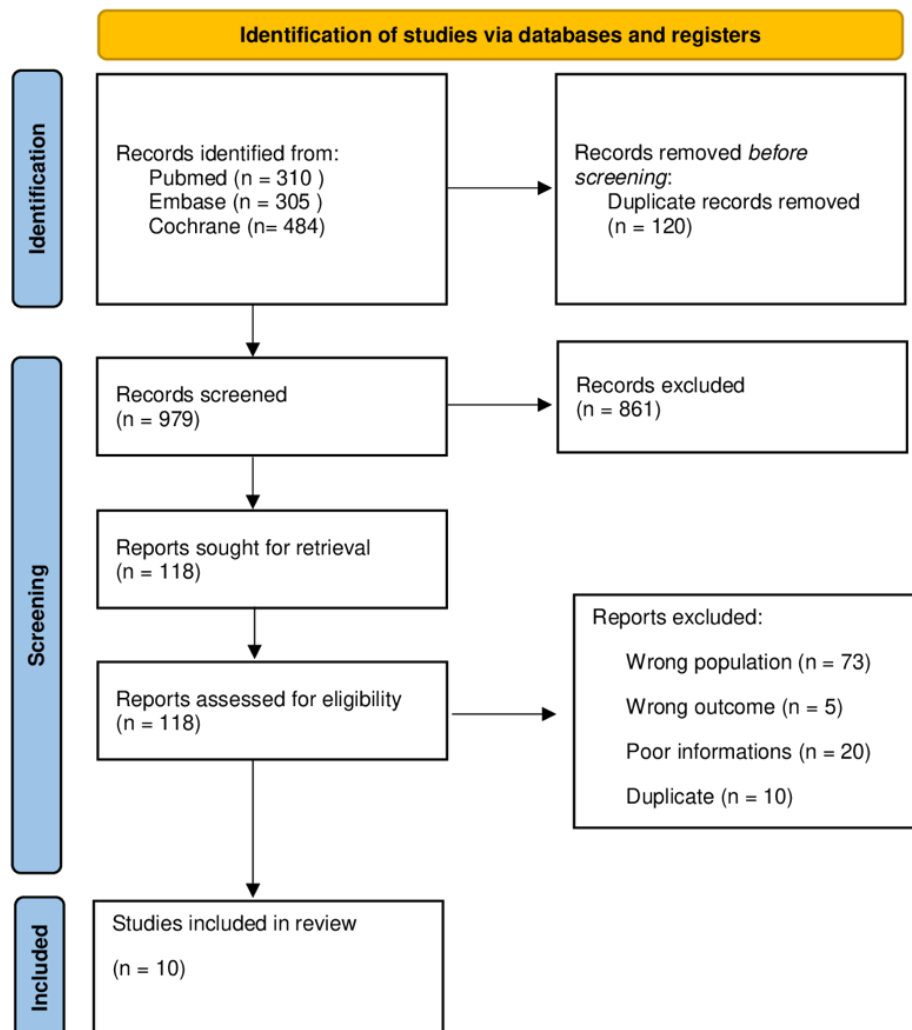 Identification of studies via databases and registers
Identification
Records identified from:
Pubmed (n = 310 )
Embase (n = 305 )
Cochrane (n= 484)
Records removed before
screening:
Duplicate records removed
(n = 120)
Screening
Records screened
(n = 979)
Records excluded
(n = 861)
Reports sought for retrieval
(n = 118)
Reports assessed for eligibility
(n = 118)
Reports excluded:
Wrong population (n = 73)
Wrong outcome (n = 5)
Poor informations (n = 20)
Duplicate (n = 10)
Included
Studies included in review
(n = 10)